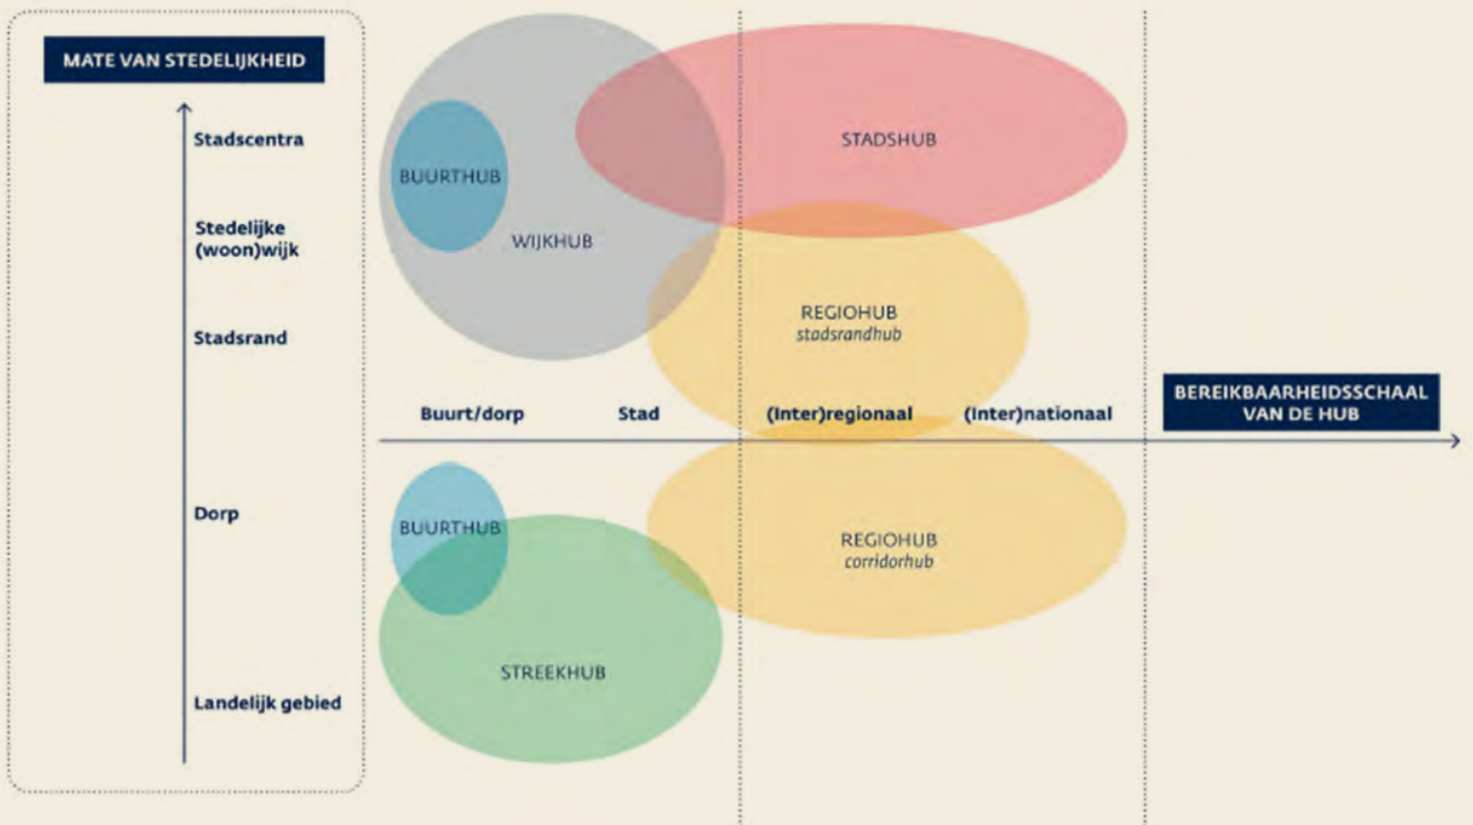 MATE VAN STEDELIJKHEID
Stadscentra
Stedelijke
(woon)wijk
Stadsrand
Dorp
Landelijk gebied
BUURTHUB
WIJKHUB
STADSHUB
REGIOHUB
stadsrandhub
Buurt/dorp
Stad
(Inter)regionaal
(Inter)nationaal
BEREIKBAARHEIDSSCHAAL
VAN DE HUB
BUURTHUB
STREEKHUB
REGIOHUB
corridorhub